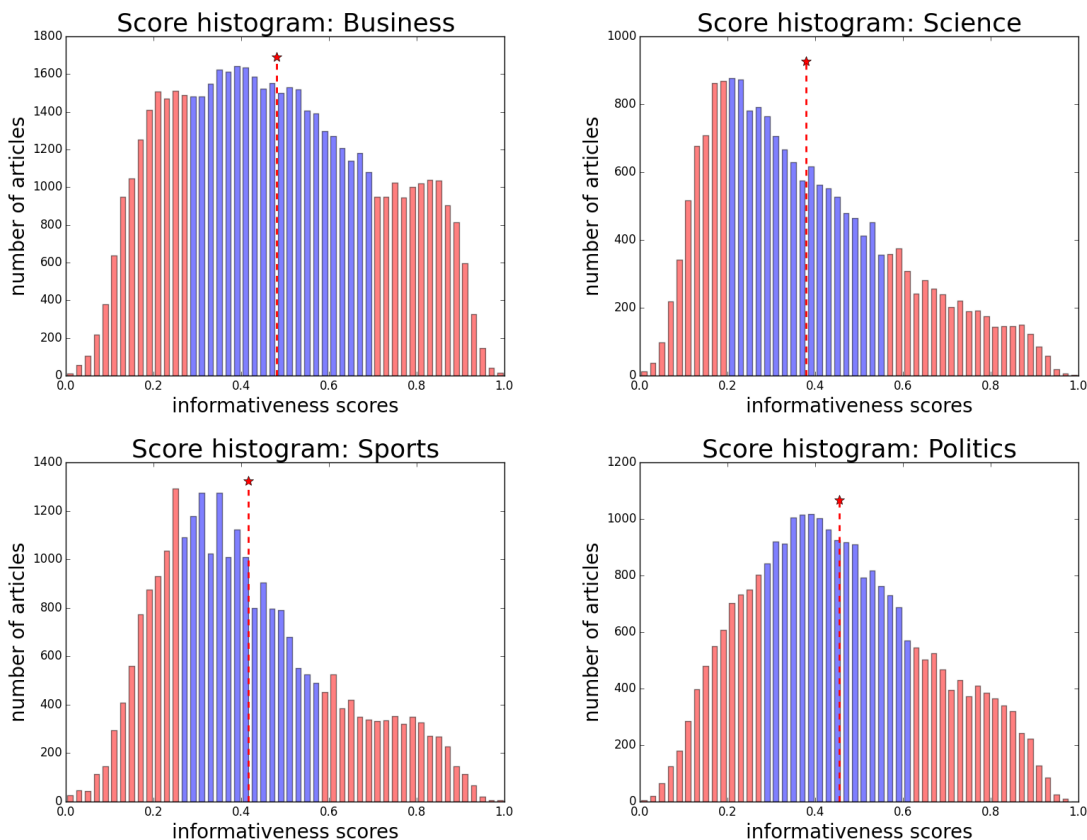 Score histogram: Business
number of articles
1800
1600
1400
1200
1000
800
600
400
200
0
0.0 0.2 0.4 0.6 0.8 1.0
informativeness scores
Score histogram: Science
number of articles
1000
800
600
400
200
0
0.0 0.2 0.4 0.6 0.8 1.0
informativeness scores
Score histogram: Sports
number of articles
1400
1200
1000
800
600
400
200
0
0.0 0.2 0.4 0.6 0.8 1.0
informativeness scores
Score histogram: Politics
number of articles
1200
1000
800
600
400
200
0
0.0 0.2 0.4 0.6 0.8 1.0
informativeness scores